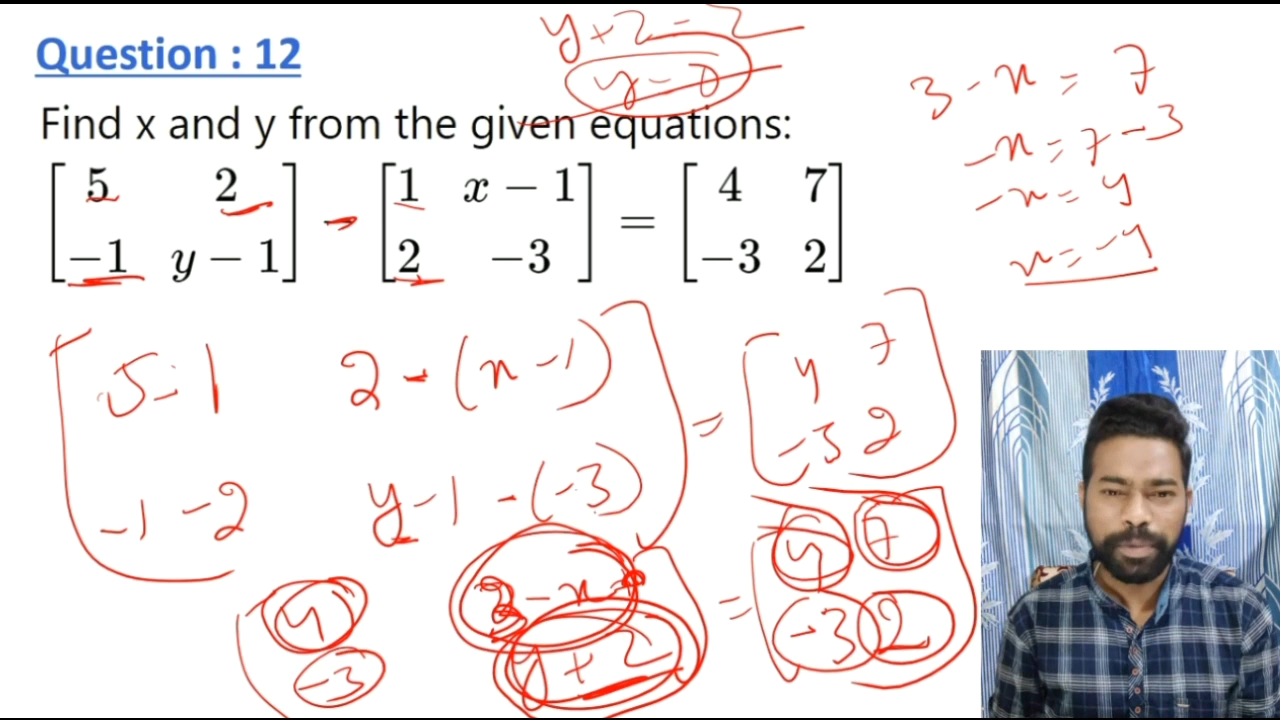 Question : 12
y+2=2
y=0
Find x and y from the given equations:
[5 2
-1 y-1] - [1 x-1
2 -3] = [4 7
-3 2]
3-x=7
-x=7-3
-x=4
x=-4
[5-1 2-(x-1)
-1-2 y-1-(-3)] = [4 7
-3 2]
[4 3-x
-3 y+2] = [4 7
-3 2]